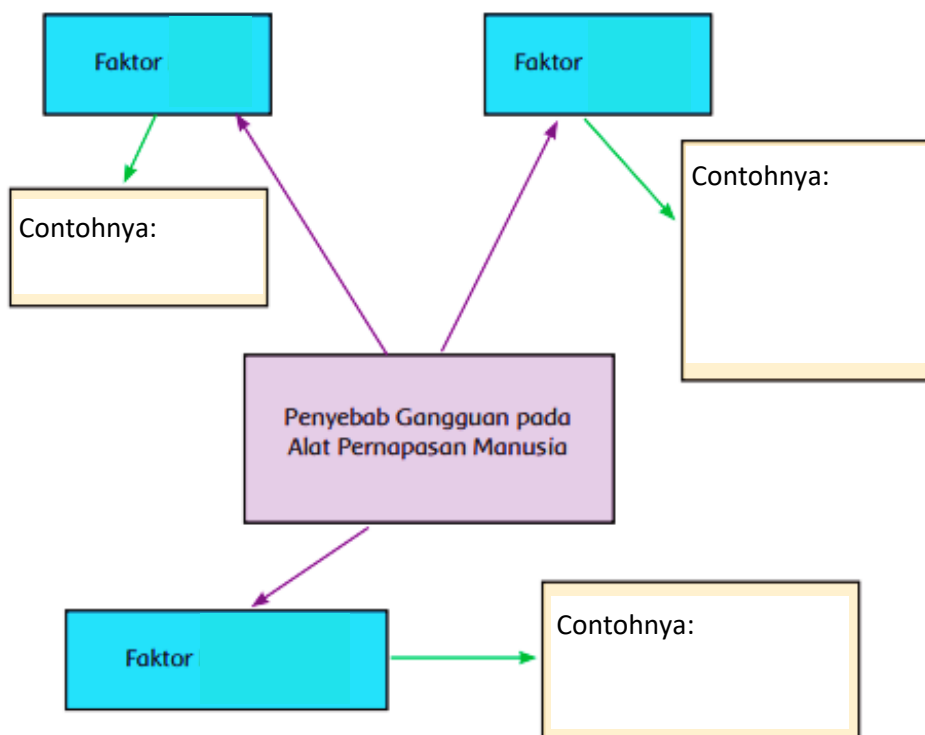 Faktor
Faktor
Contohnya:
Contohnya:
Penyebab Gangguan pada
Alat Pernapasan Manusia
Faktor
Contohnya: